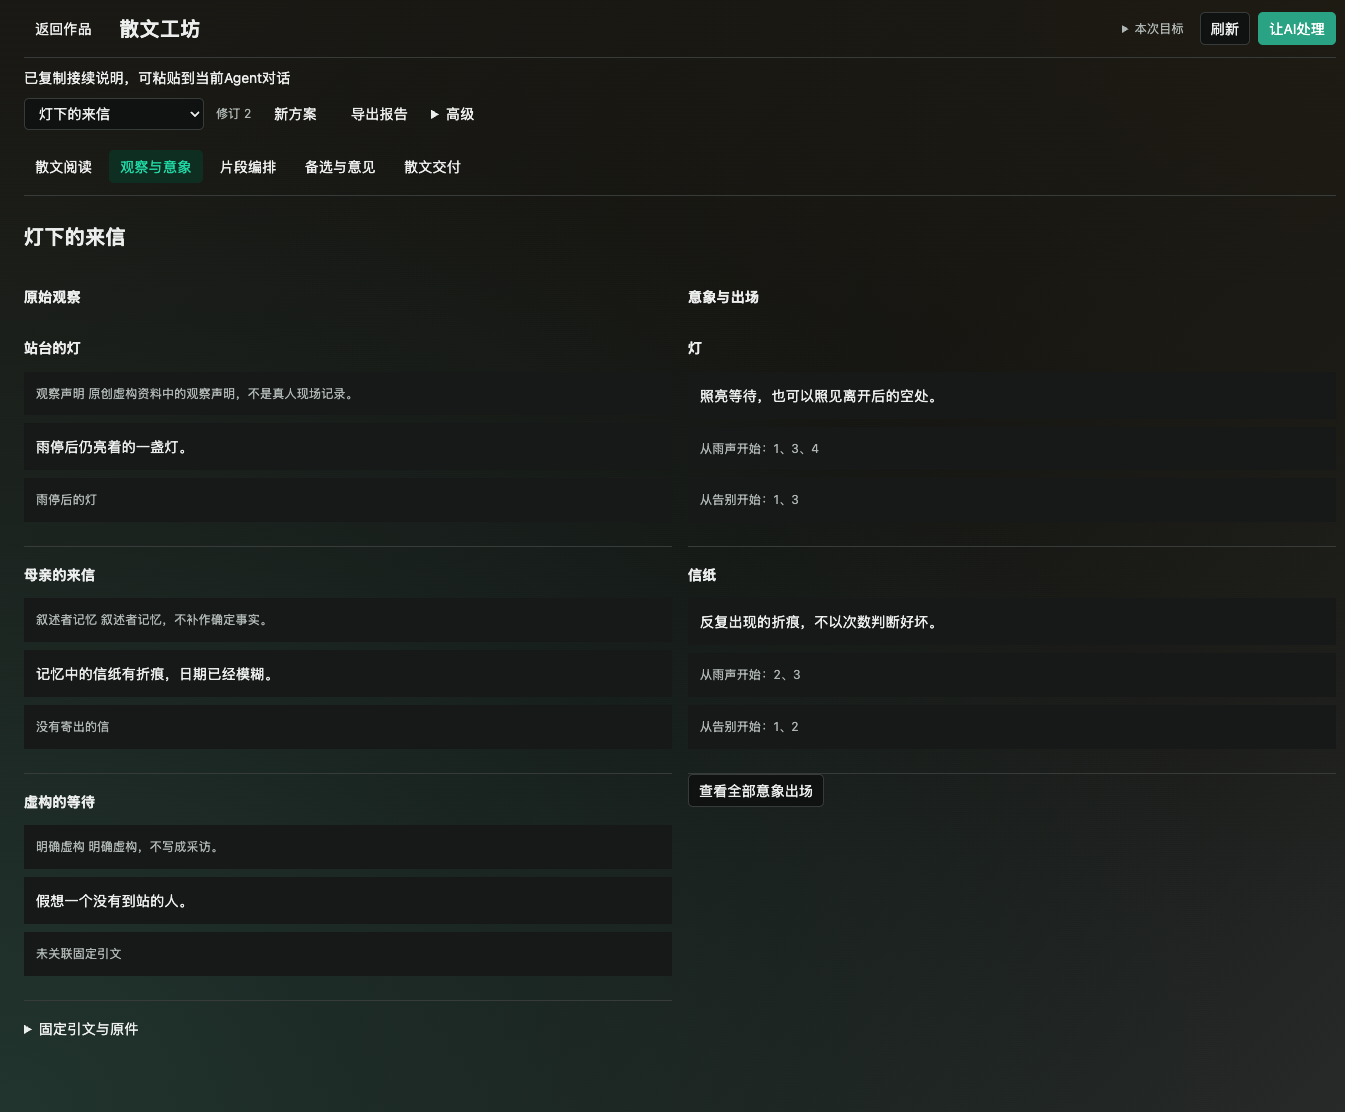 返回作品 散文工坊 本次目标 刷新 让AI处理
已复制接续说明，可粘贴到当前Agent对话
灯下的来信 修订 2 新方案 导出报告 高级
散文阅读 观察与意象 片段编排 备选与意见 散文交付
灯下的来信
原始观察
站台的灯
观察声明 原创虚构资料中的观察声明，不是真人现场记录。
雨停后仍亮着的一盏灯。
雨停后的灯
母亲的来信
叙述者记忆 叙述者记忆，不补作确定事实。
记忆中的信纸有折痕，日期已经模糊。
没有寄出的信
虚构的等待
明确虚构 明确虚构，不写成采访。
假想一个没有到站的人。
未关联固定引文
固定引文与原件
意象与出场
灯
照亮等待，也可以照见离开后的空处。
从雨声开始：1、3、4
从告别开始：1、3
信纸
反复出现的折痕，不以次数判断好坏。
从雨声开始：2、3
从告别开始：1、2
查看全部意象出场